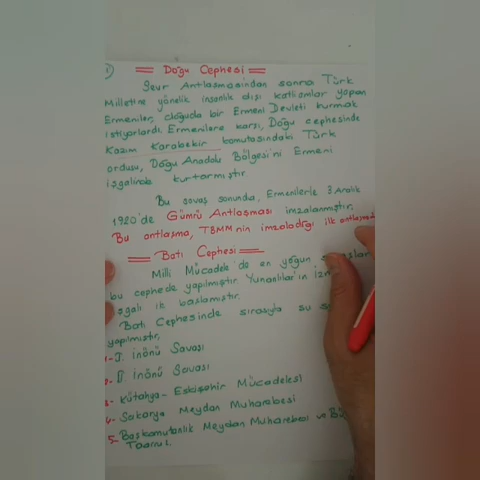 1) == Doğu Cephesi ==
Sevr Antlaşmasından sonra Türk
Milletine yönelik insanlık dışı katliamlar yapan
Ermeniler, doğuda bir Ermeni Devleti kurmak
istiyorlardı. Ermenilere karşı, Doğu cephesinde
Kazım Karabekir komutasındaki Türk
ordusu, Doğu Anadolu Bölgesi'ni Ermeni
işgalinden kurtarmıştır.
Bu savaş sonunda, Ermenilerle 3 Aralık
1920'de Gümrü Antlaşması imzalanmıştır.
Bu antlaşma, TBMM'nin imzaladığı ilk
== Batı Cephesi ==
Milli Mücadele'de en yoğun
bu cephede yapılmıştır. Yunanlılar'ın
işgali ile başlamıştır.
Batı Cephesinde sırasıyla şu
yapılmıştır,
1- I. İnönü Savaşı
2- II İnönü Savaşı
3- Kütahya- Eskişehir Mücadelesi
4- Sakarya Meydan Muharebesi
5- Başkomutanlık Meydan Muharebesi ve
Taarruz.